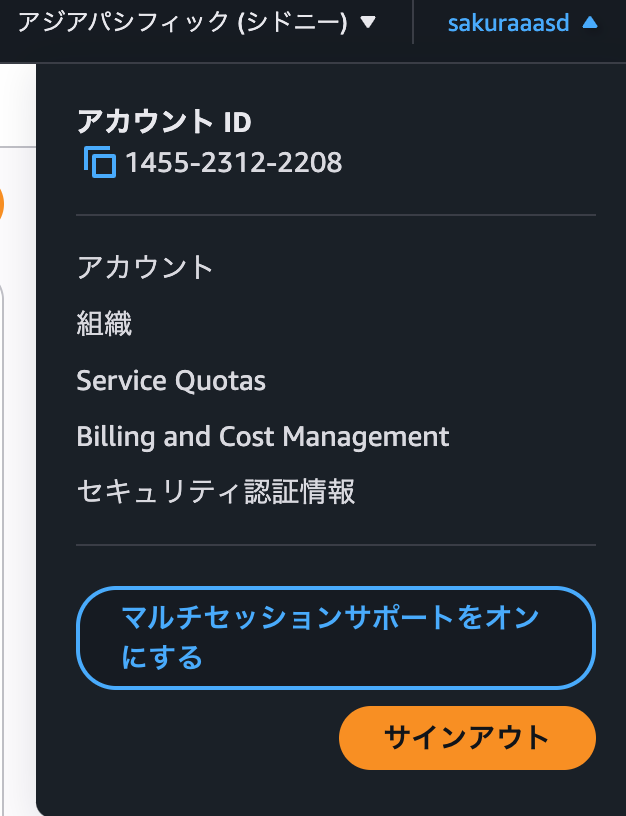 アジアパシフィック (シドニー) ▼
sakuraaasd ▲
アカウント ID
1455-2312-2208
アカウント
組織
Service Quotas
Billing and Cost Management
セキュリティ認証情報
マルチセッションサポートをオン
にする
サインアウト